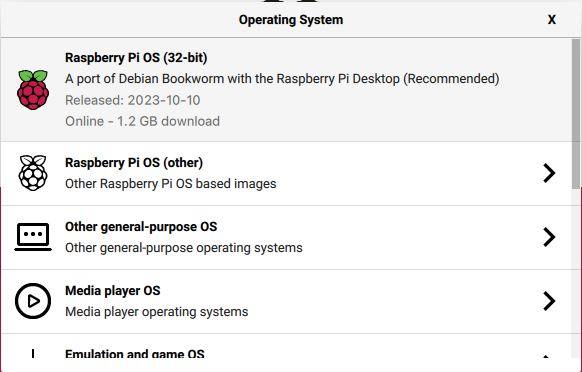 Operating System
X
Raspberry Pi OS (32-bit)
A port of Debian Bookworm with the Raspberry Pi Desktop (Recommended)
Released: 2023-10-10
Online - 1.2 GB download
Raspberry Pi OS (other)
Other Raspberry Pi OS based images
Other general-purpose OS
Other general-purpose operating systems
Media player OS
Media player operating systems
Emulation and game OS